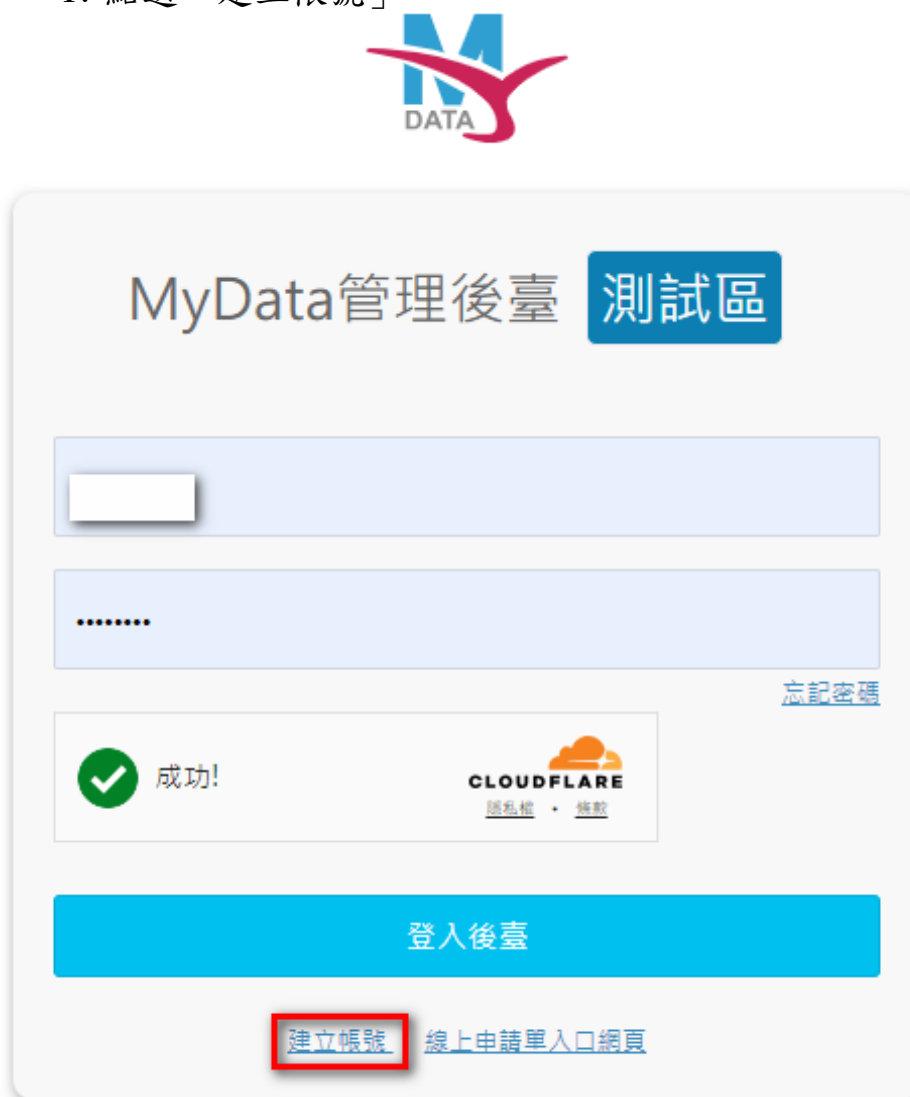 MY
DATA
MyData管理後臺 測試區
••••••••
忘記密碼
成功!
CLOUDFLARE
隱私權 • 條款
登入後臺
建立帳號 線上申請單入口網頁